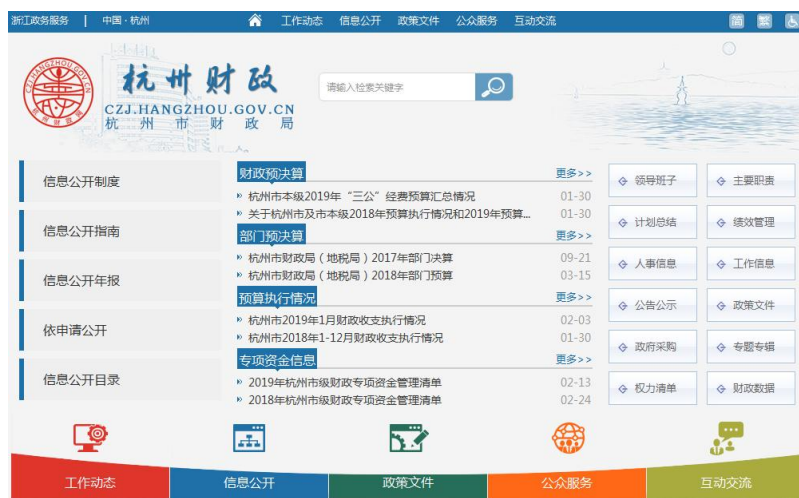 浙江政务服务 | 中国·杭州 工作动态 信息公开 政策文件 公众服务 互动交流 简 繁
CZJ.HANGZHOU.GOV.CN
杭州财政
CZJ.HANGZHOU.GOV.CN
杭州市财政局
请输入检索关键字
信息公开制度
信息公开指南
信息公开年报
依申请公开
信息公开目录
财政预决算 更多>>
杭州市本级2019年“三公”经费预算汇总情况 01-30
关于杭州市及市本级2018年预算执行情况和2019年预算... 01-30
部门预决算 更多>>
杭州市财政局(地税局)2017年部门决算 09-21
杭州市财政局(地税局)2018年部门预算 03-15
预算执行情况 更多>>
杭州市2019年1月财政收支执行情况 02-03
杭州市2018年1-12月财政收支执行情况 01-30
专项资金信息 更多>>
2019年杭州市级财政专项资金管理清单 02-13
2018年杭州市级财政专项资金管理清单 02-24
领导班子 主要职责
计划总结 绩效管理
人事信息 工作信息
公告公示 政策文件
政府采购 专题专辑
权力清单 财政数据
工作动态 信息公开 政策文件 公众服务 互动交流